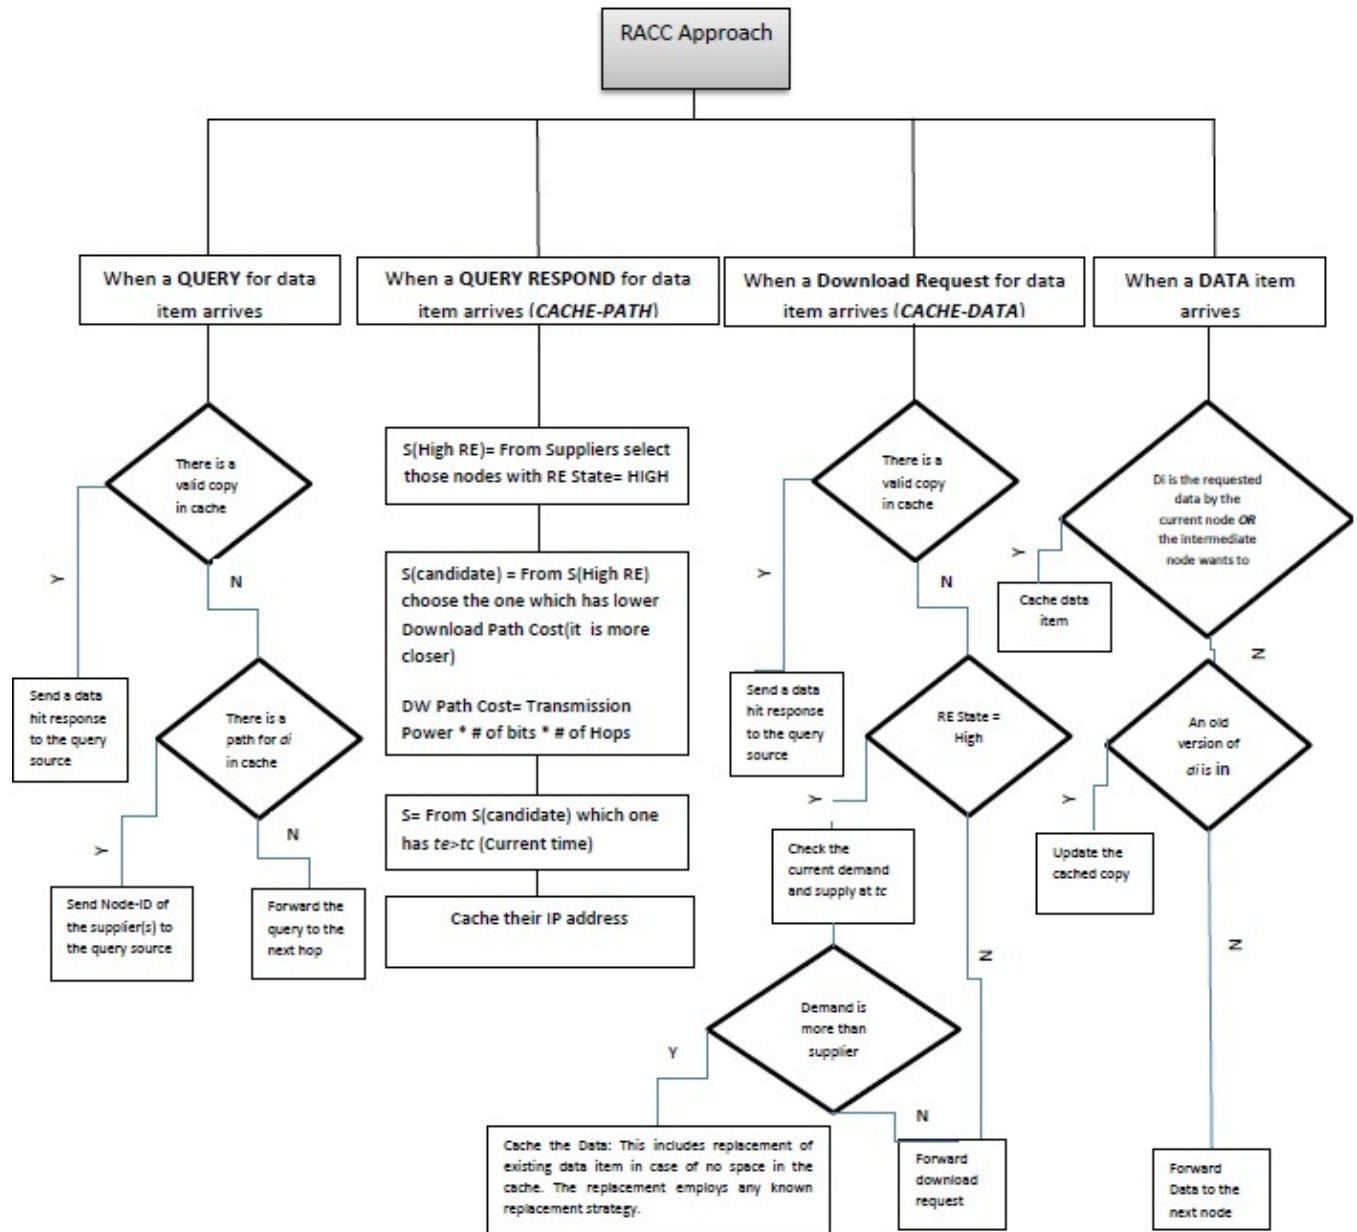 RACC Approach
When a QUERY for data
item arrives
When a QUERY RESPOND for data
item arrives (CACHE-PATH)
When a Download Request for data
item arrives (CACHE-DATA)
When a DATA item
arrives
There is a
valid copy
in cache
Y
N
Send a data
hit response
to the query
source
There is a
path for di
in cache
Y
N
Send Node-ID of
the supplier(s) to
the query source
Forward the
query to the
next hop
S(High RE)= From Suppliers select
those nodes with RE State= HIGH
S(candidate) = From S(High RE)
choose the one which has lower
Download Path Cost(it is more
closer)
DW Path Cost= Transmission
Power * # of bits * # of Hops
S= From S(candidate) which one
has te>tc (Current time)
Cache their IP address
There is a
valid copy
in cache
Y
N
Send a data
hit response
to the query
source
RE State =
High
Y
N
Check the
current demand
and supply at tc
Demand is
more than
supplier
Y
N
Cache the Data: This includes replacement of
existing data item in case of no space in the
cache. The replacement employs any known
replacement strategy.
Forward
download
request
Di is the requested
data by the
current node OR
the intermediate
node wants to
Y
N
Cache data
item
An old
version of
di is in
Y
N
Update the
cached copy
Forward
Data to the
next node